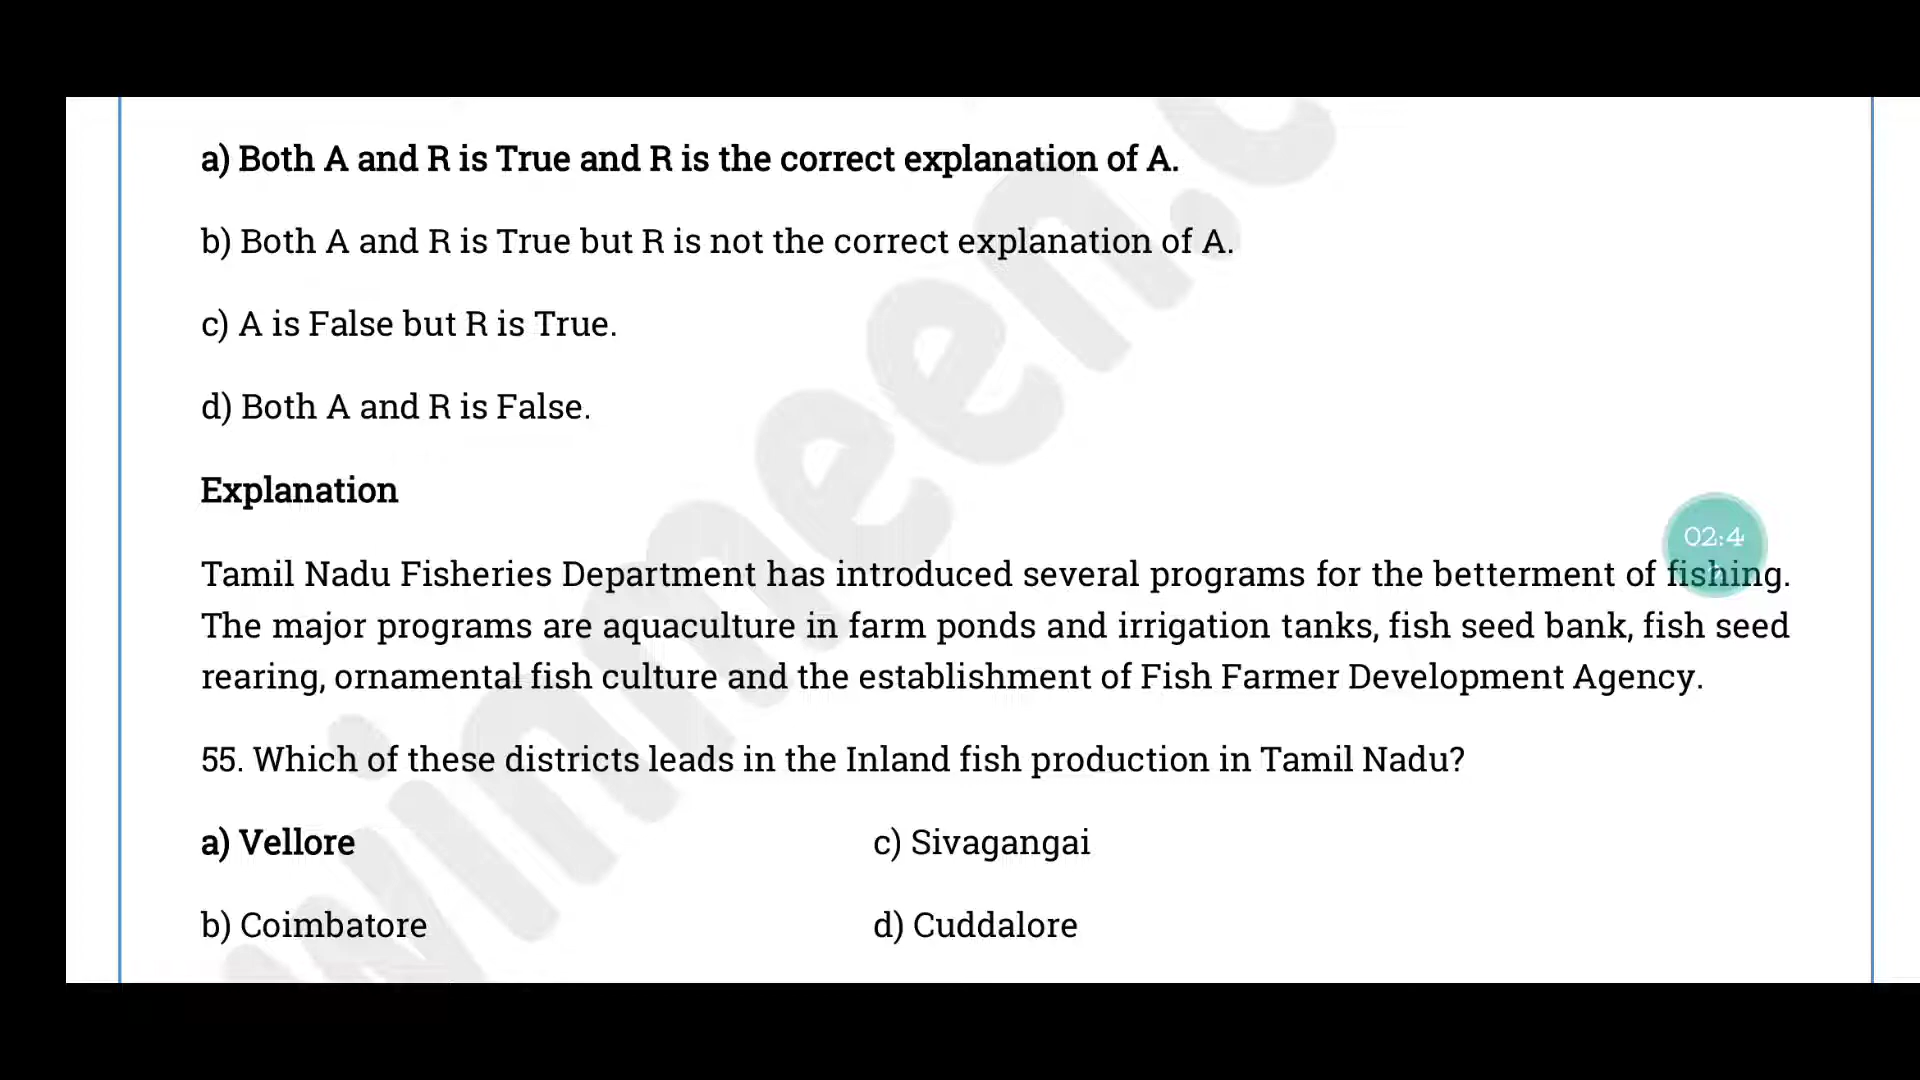 a) Both A and R is True and R is the correct explanation of A.
b) Both A and R is True but R is not the correct explanation of A.
c) A is False but R is True.
d) Both A and R is False.
Explanation
02:4
Tamil Nadu Fisheries Department has introduced several programs for the betterment of fishing.
The major programs are aquaculture in farm ponds and irrigation tanks, fish seed bank, fish seed
rearing, ornamental fish culture and the establishment of Fish Farmer Development Agency.
55. Which of these districts leads in the Inland fish production in Tamil Nadu?
a) Vellore
c) Sivagangai
b) Coimbatore
d) Cuddalore
winmeen.c